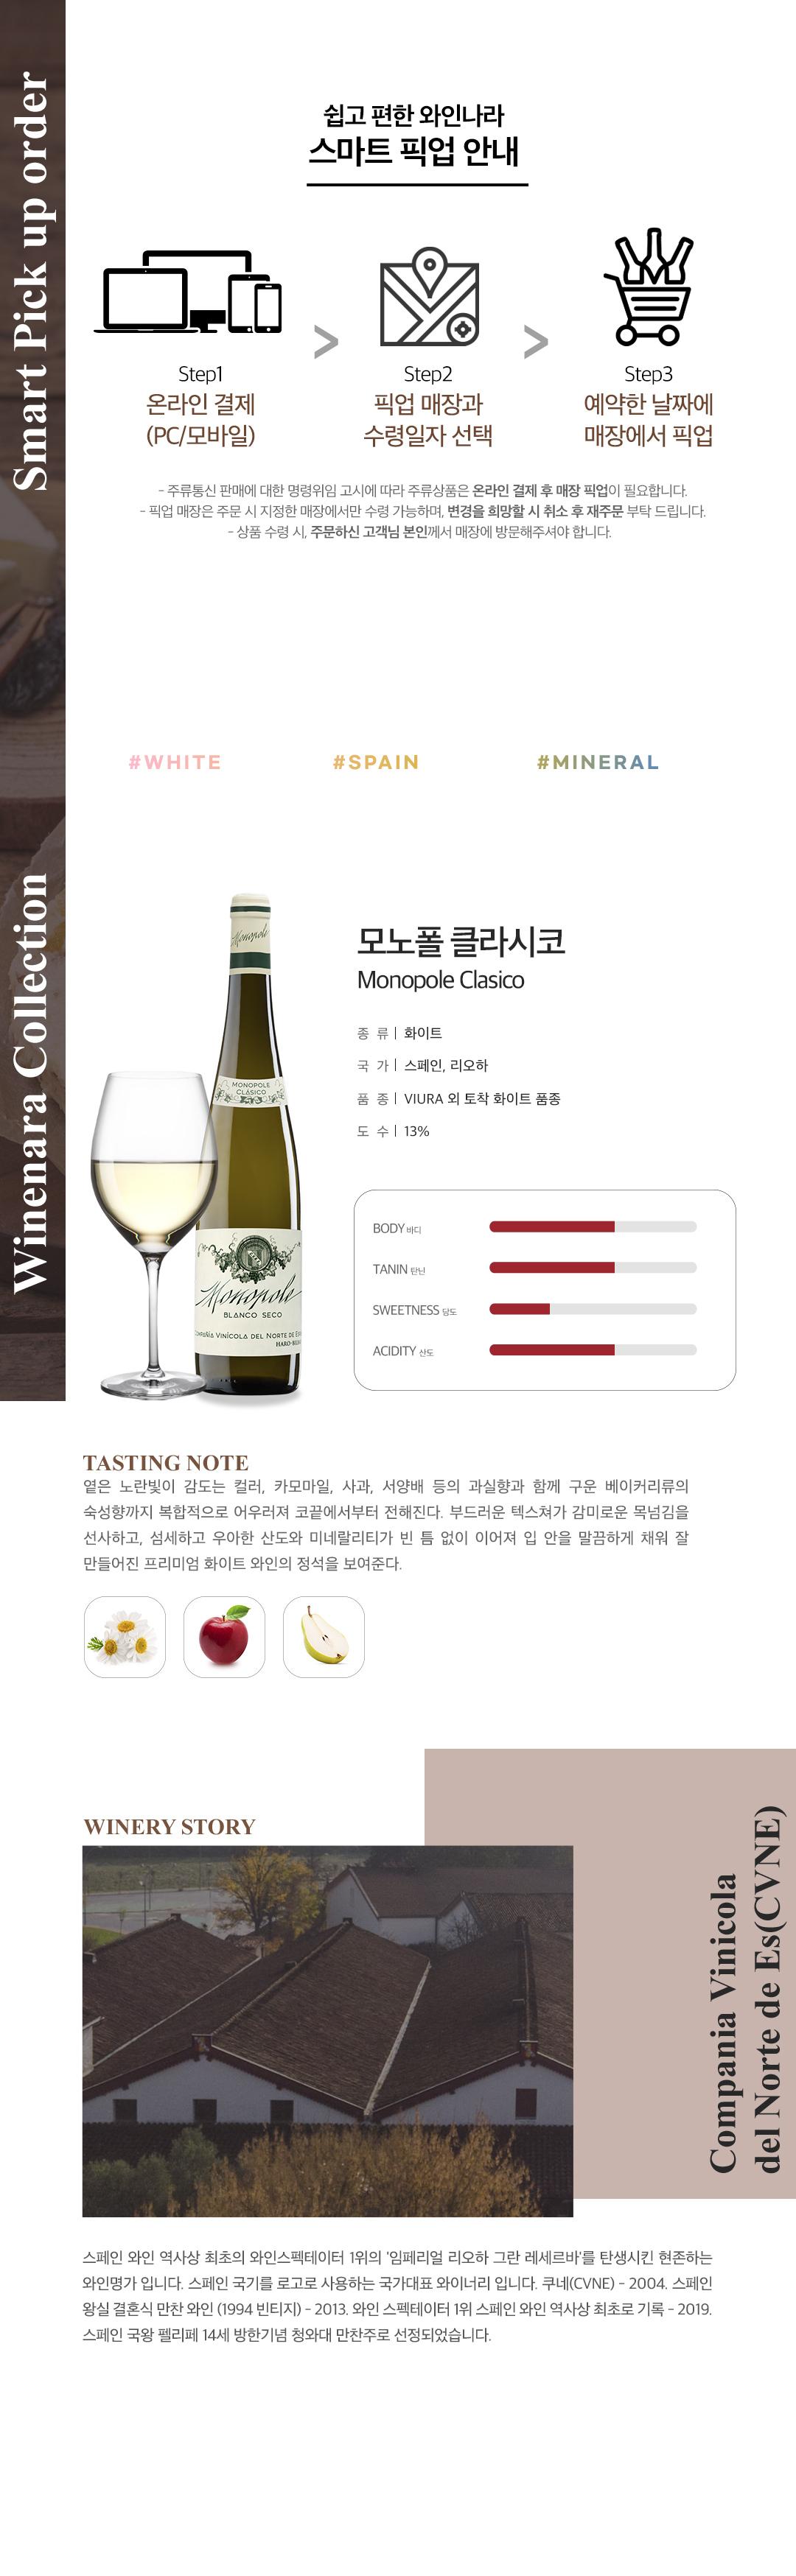 Smart Pick up order
쉽고 편한 와인나라
스마트 픽업 안내
Step1
온라인 결제
(PC/모바일)
>
Step2
픽업 매장과
수령일자 선택
>
Step3
예약한 날짜에
매장에서 픽업
- 주류통신 판매에 대한 명령위임 고시에 따라 주류상품은 온라인 결제 후 매장 픽업이 필요합니다.
- 픽업 매장은 주문 시 지정한 매장에서만 수령 가능하며, 변경을 희망할 시 취소 후 재주문 부탁 드립니다.
- 상품 수령 시, 주문하신 고객님 본인께서 매장에 방문해주셔야 합니다.
#WHITE #SPAIN #MINERAL
Winenara Collection
Monopole
MONOPOLE
CLÁSICO
Monopole
BLANCO SECO
VINÍCOLA DEL NORTE DE
모노폴 클라시코
Monopole Clasico
종 류 | 화이트
국 가 | 스페인, 리오하
품 종 | VIURA 외 토착 화이트 품종
도 수 | 13%
BODY 바디
TANIN 탄닌
SWEETNESS 당도
ACIDITY 산도
TASTING NOTE
옅은 노란빛이 감도는 컬러, 카모마일, 사과, 서양배 등의 과실향과 함께 구운 베이커리류의
숙성향까지 복합적으로 어우러져 코끝에서부터 전해진다. 부드러운 텍스쳐가 감미로운 목넘김을
선사하고, 섬세하고 우아한 산도와 미네랄리티가 빈 틈 없이 이어져 입 안을 말끔하게 채워 잘
만들어진 프리미엄 화이트 와인의 정석을 보여준다.
WINERY STORY
Compania Vinicola
del Norte de Es(CVNE)
스페인 와인 역사상 최초의 와인스펙테이터 1위의 '임페리얼 리오하 그란 레세르바'를 탄생시킨 현존하는
와인명가 입니다. 스페인 국기를 로고로 사용하는 국가대표 와이너리 입니다. 쿠네(CVNE) - 2004. 스페인
왕실 결혼식 만찬 와인 (1994 빈티지) - 2013. 와인 스펙테이터 1위 스페인 와인 역사상 최초로 기록 - 2019.
스페인 국왕 펠리페 14세 방한기념 청와대 만찬주로 선정되었습니다.